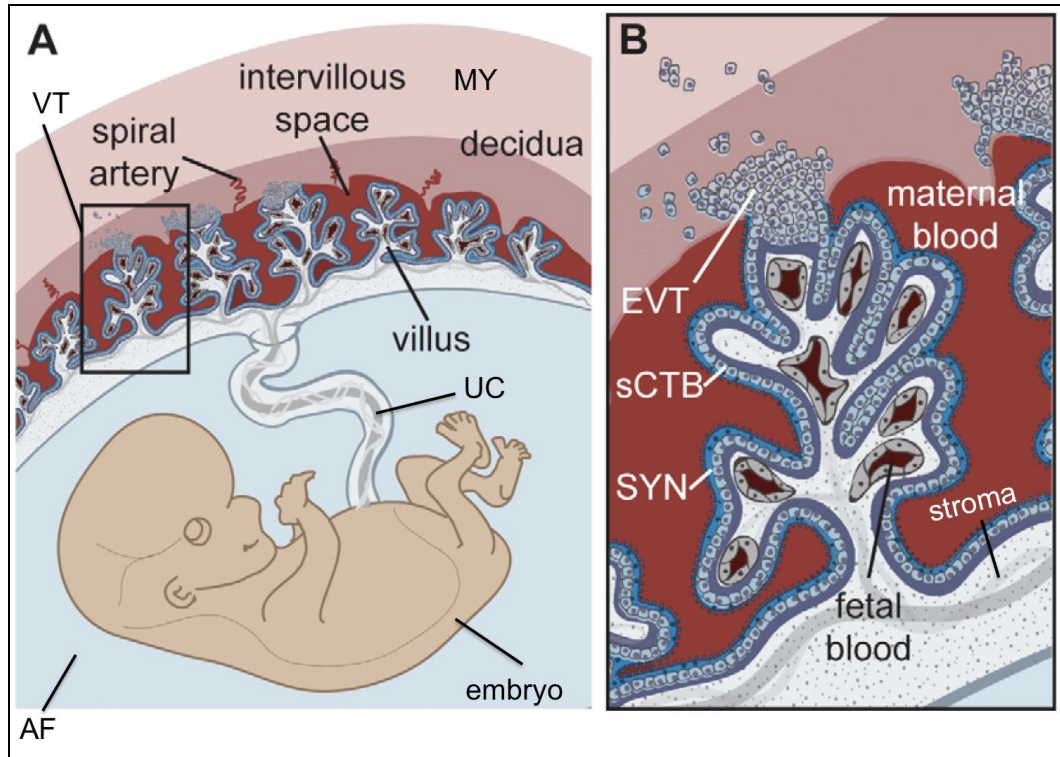 A
intervillous
space
MY
VT
spiral
artery
decidua
villus
UC
embryo
AF
B
maternal
blood
EVT
sCTB
SYN
stroma
fetal
blood